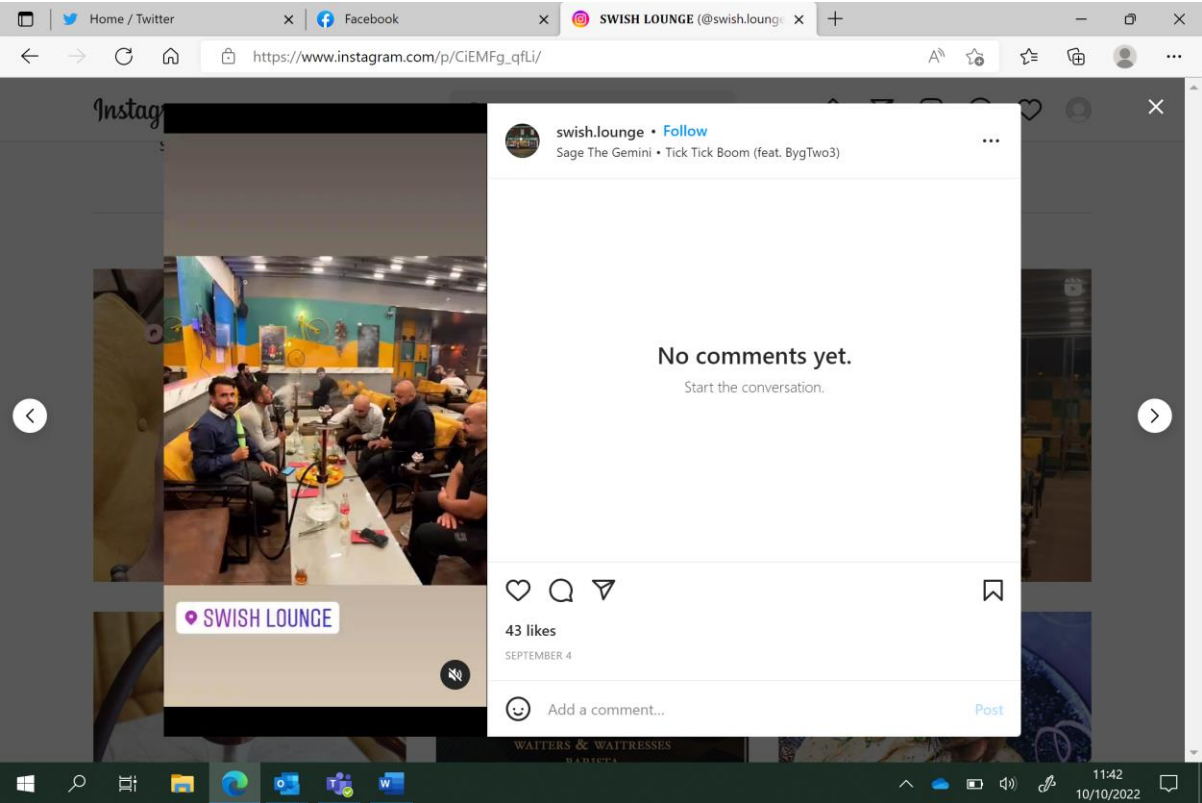 Home / Twitter
Facebook
SWISH LOUNGE (@swish.lounge
https://www.instagram.com/p/CiEMFg_qfLi/
Instag
swish.lounge • Follow
Sage The Gemini • Tick Tick Boom (feat. BygTwo3)
No comments yet.
Start the conversation.
SWISH LOUNGE
43 likes
SEPTEMBER 4
Add a comment...
Post
WAITERS & WAITRESSES
BARISTA
11:42
10/10/2022